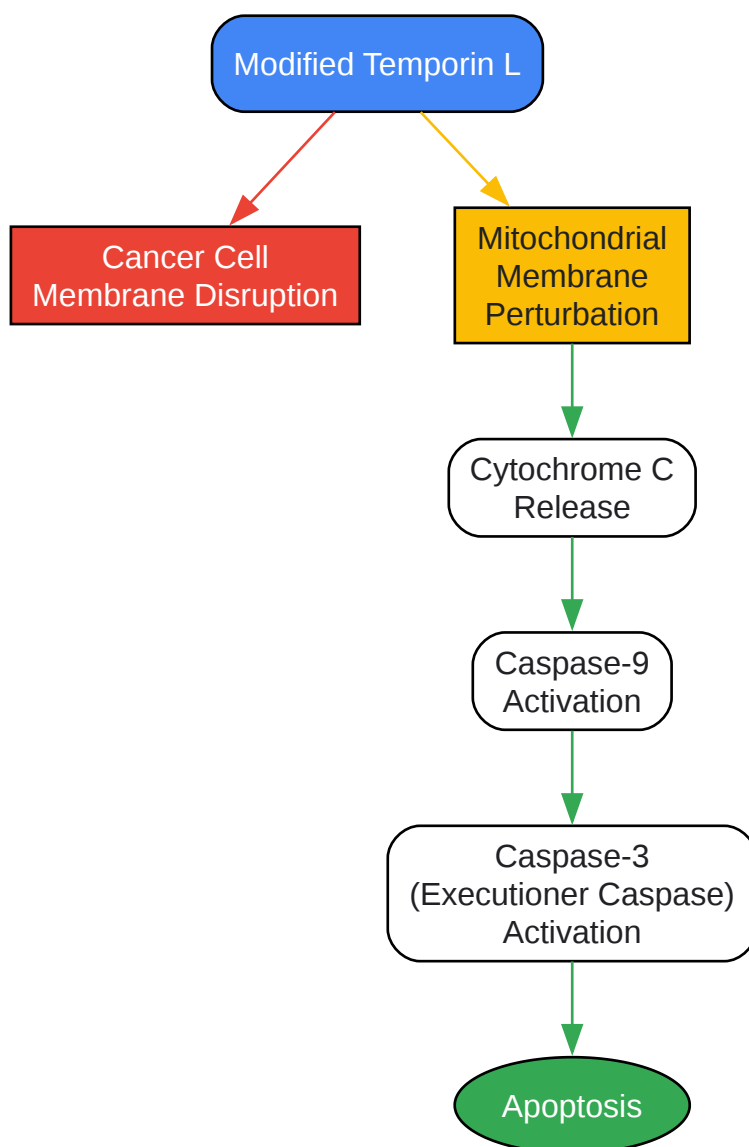 Modified Temporin L
Cancer Cell
Membrane Disruption
Mitochondrial
Membrane
Perturbation
Cytochrome C
Release
Caspase-9
Activation
Caspase-3
(Executioner Caspase)
Activation
Apoptosis